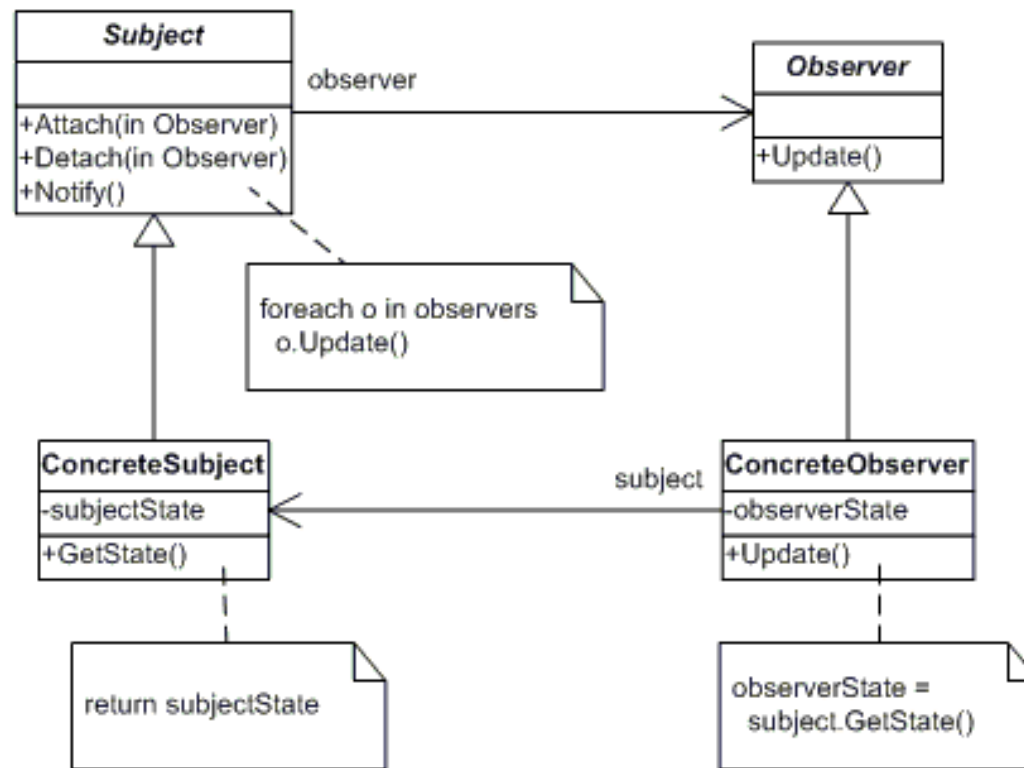 Subject
+Attach(in Observer)
+Detach(in Observer)
+Notify()
observer
Observer
+Update()
foreach o in observers
o.Update()
ConcreteSubject
-subjectState
+GetState()
subject
ConcreteObserver
-observerState
+Update()
return subjectState
observerState =
subject.GetState()